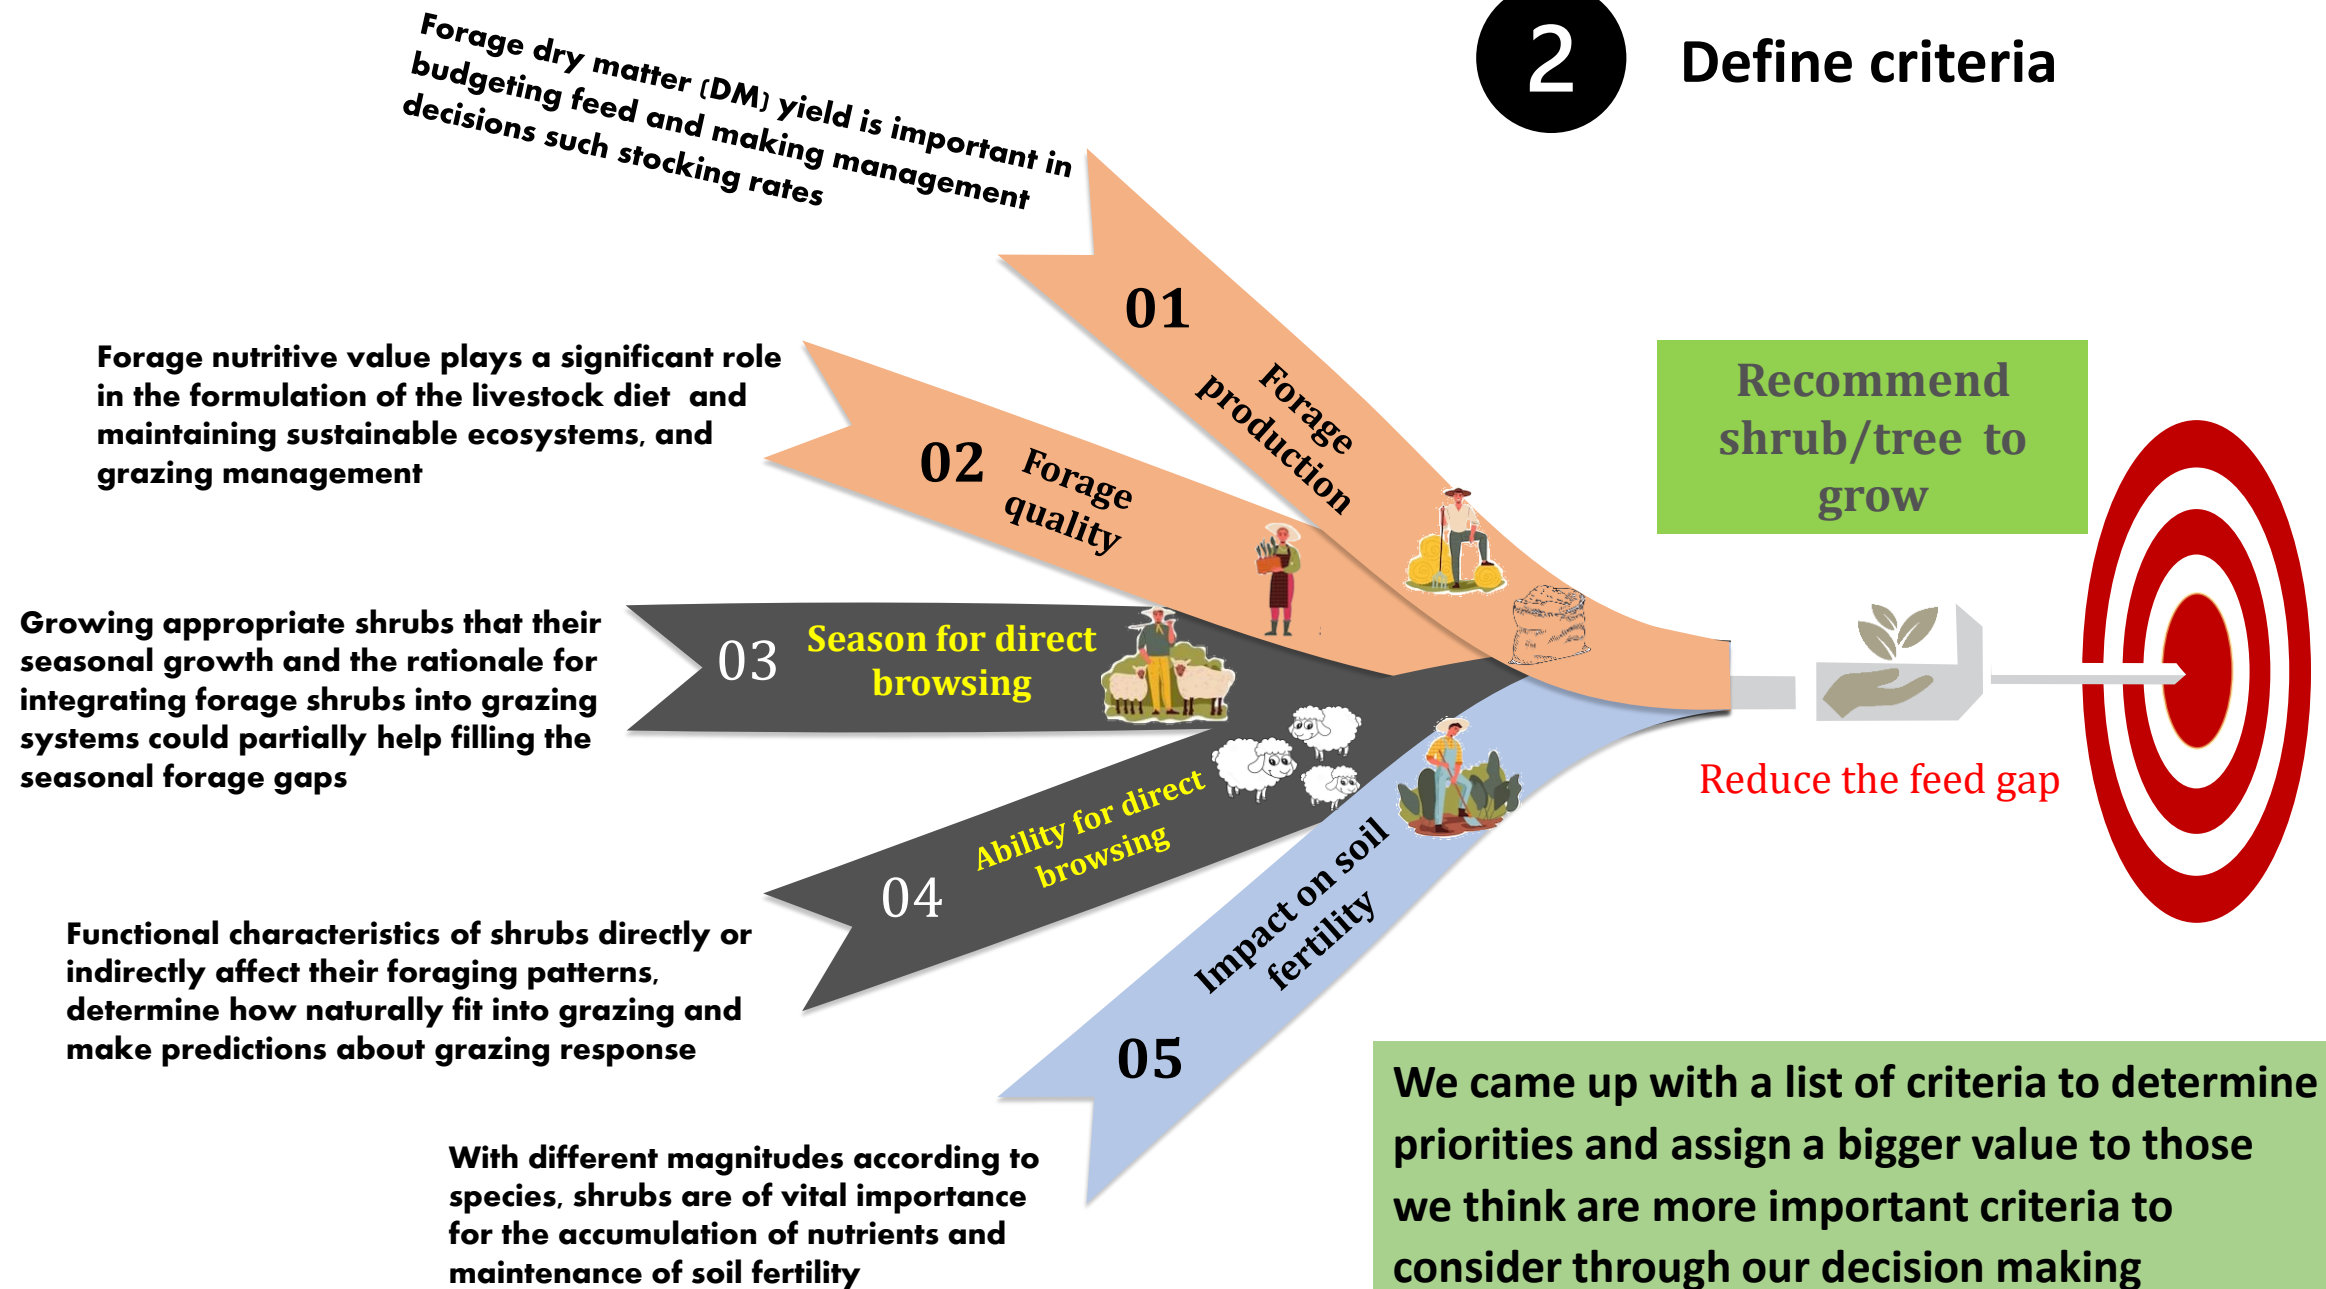 2
Define criteria
Forage dry matter (DM) yield is important in
budgeting feed and making management
decisions such stocking rates
01
Forage
production
Forage nutritive value plays a significant role
in the formulation of the livestock diet and
maintaining sustainable ecosystems, and
grazing management
02
Forage
quality
Growing appropriate shrubs that their
seasonal growth and the rationale for
integrating forage shrubs into grazing
systems could partially help filling the
seasonal forage gaps
03
Season for direct
browsing
Functional characteristics of shrubs directly or
indirectly affect their foraging patterns,
determine how naturally fit into grazing and
make predictions about grazing response
04
Ability for direct
browsing
With different magnitudes according to
species, shrubs are of vital importance
for the accumulation of nutrients and
maintenance of soil fertility
05
Impact on soil
fertility
Recommend
shrub/tree to
grow
Reduce the feed gap
We came up with a list of criteria to determine
priorities and assign a bigger value to those
we think are more important criteria to
consider through our decision making